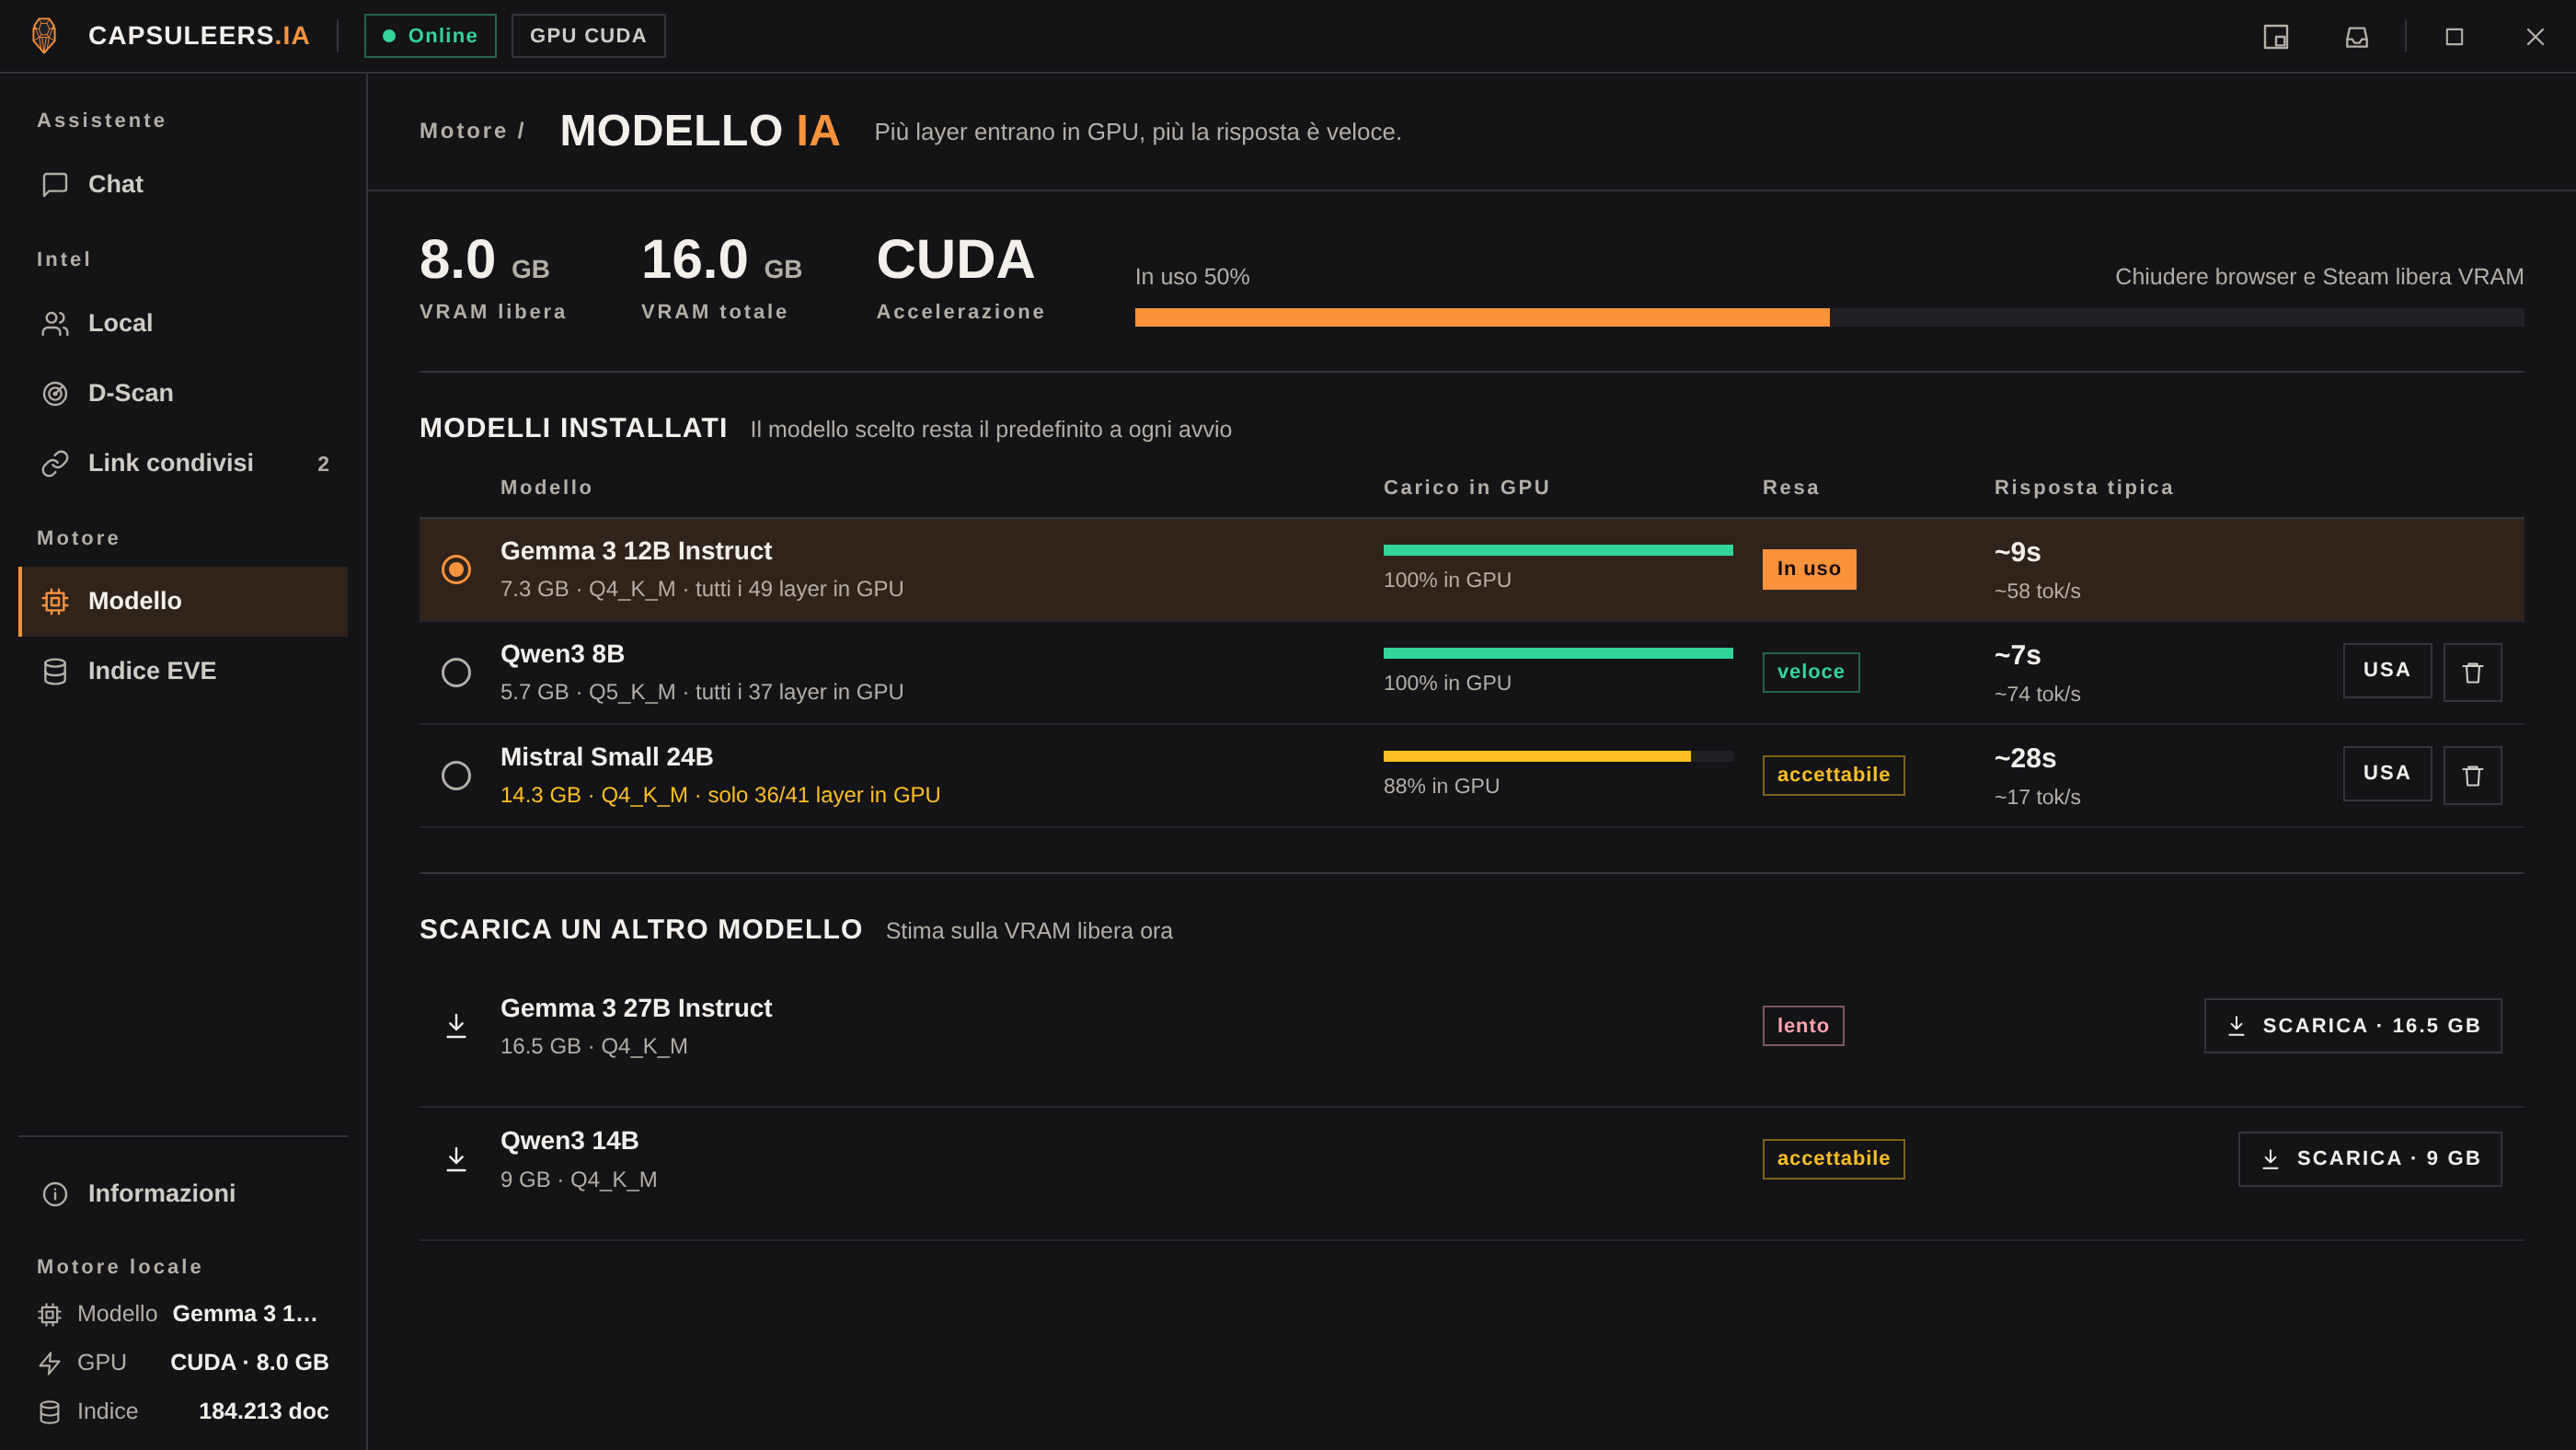 CAPSULEERS.IA
Online
GPU CUDA
Assistente
Chat
Intel
Local
D-Scan
Link condivisi 2
Motore
Modello
Indice EVE
Informazioni
Motore locale
Modello Gemma 3 1…
GPU CUDA · 8.0 GB
Indice 184.213 doc
Motore / MODELLO IA Più layer entrano in GPU, più la risposta è veloce.
8.0 GB
VRAM libera
16.0 GB
VRAM totale
CUDA
Accelerazione
In uso 50% Chiudere browser e Steam libera VRAM
MODELLI INSTALLATI Il modello scelto resta il predefinito a ogni avvio
Modello Carico in GPU Resa Risposta tipica
Gemma 3 12B Instruct
7.3 GB · Q4_K_M · tutti i 49 layer in GPU
100% in GPU
In uso
~9s
~58 tok/s
Qwen3 8B
5.7 GB · Q5_K_M · tutti i 37 layer in GPU
100% in GPU
veloce
~7s
~74 tok/s
USA
Mistral Small 24B
14.3 GB · Q4_K_M · solo 36/41 layer in GPU
88% in GPU
accettabile
~28s
~17 tok/s
USA
SCARICA UN ALTRO MODELLO Stima sulla VRAM libera ora
Gemma 3 27B Instruct
16.5 GB · Q4_K_M
lento
SCARICA · 16.5 GB
Qwen3 14B
9 GB · Q4_K_M
accettabile
SCARICA · 9 GB